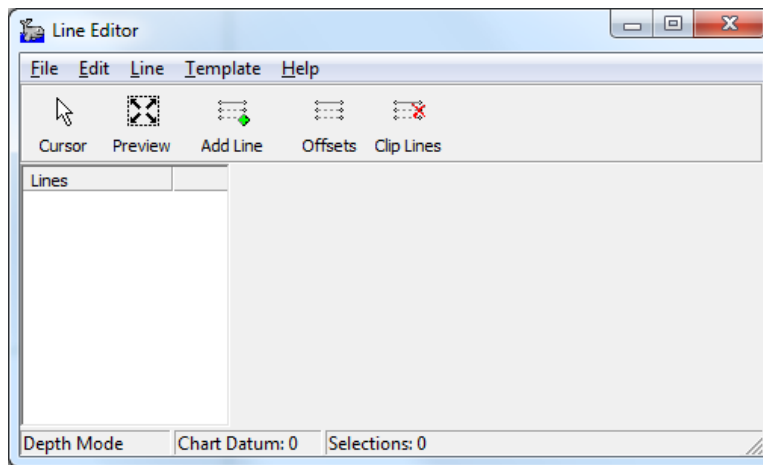 Line Editor
File Edit Line Template Help
Cursor Preview Add Line Offsets Clip Lines
Lines
Depth Mode Chart Datum: 0 Selections: 0